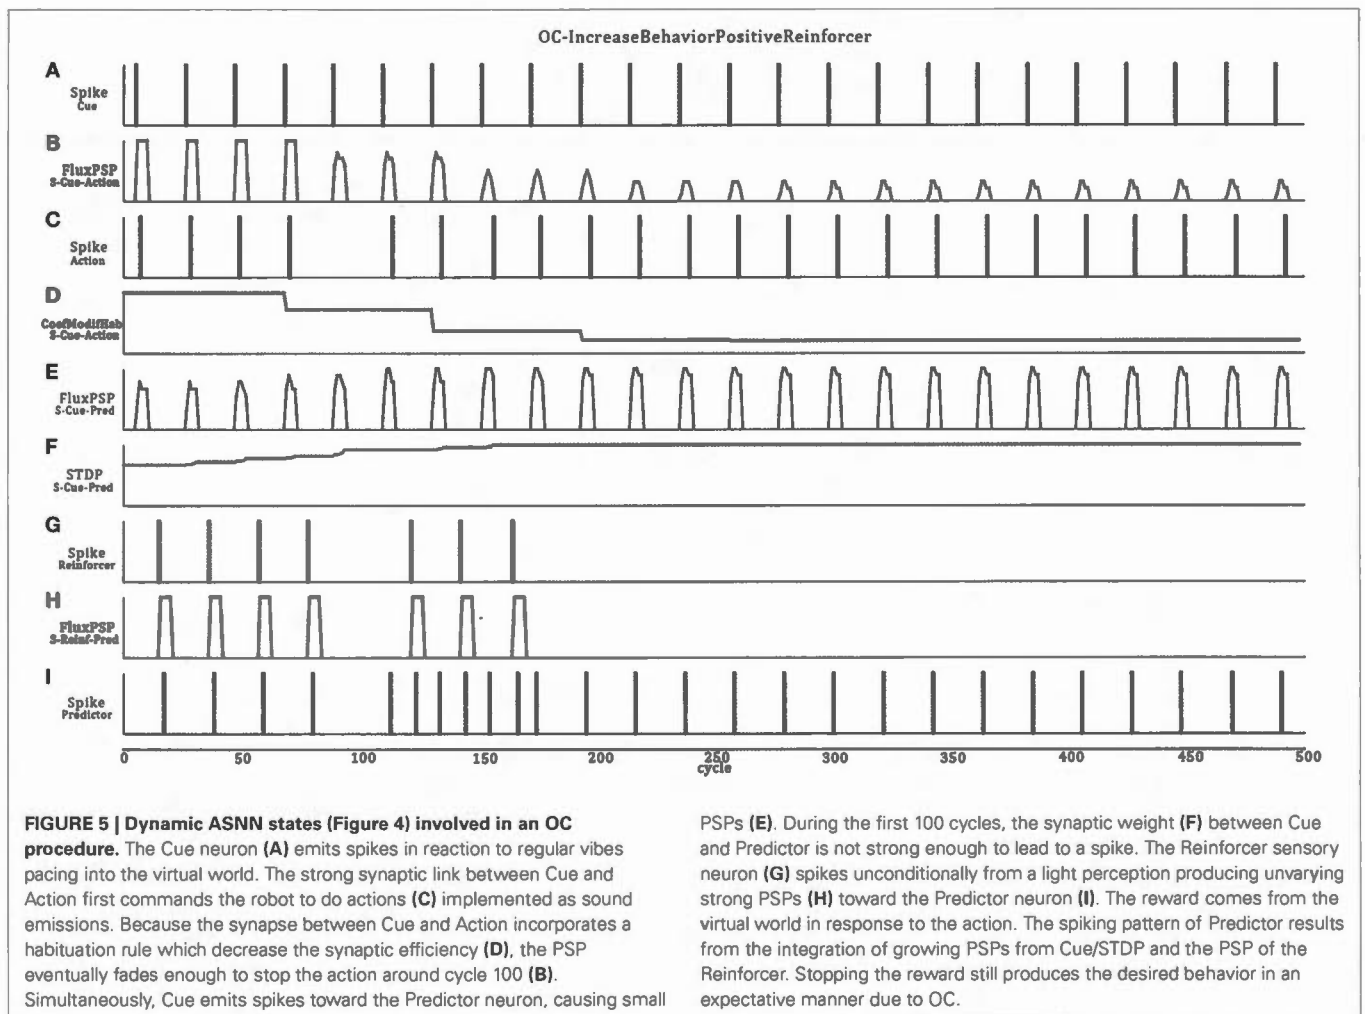 OC-IncreaseBehaviorPositiveReinforcer
A
Spike
Cue
B
FluxPSP
S-Cue-Action
C
Spike
Action
D
CoefModifHab
S-Cue-Action
E
FluxPSP
S-Cue-Pred
F
STDP
S-Cue-Pred
G
Spike
Reinforcer
H
FluxPSP
S-Reinf-Pred
I
Spike
Predictor
0 50 100 150 200 250 300 350 400 450 500
cycle
FIGURE 5 | Dynamic ASNN states (Figure 4) involved in an OC
procedure. The Cue neuron (A) emits spikes in reaction to regular vibes
pacing into the virtual world. The strong synaptic link between Cue and
Action first commands the robot to do actions (C) implemented as sound
emissions. Because the synapse between Cue and Action incorporates a
habituation rule which decrease the synaptic efficiency (D), the PSP
eventually fades enough to stop the action around cycle 100 (B).
Simultaneously, Cue emits spikes toward the Predictor neuron, causing small
PSPs (E). During the first 100 cycles, the synaptic weight (F) between Cue
and Predictor is not strong enough to lead to a spike. The Reinforcer sensory
neuron (G) spikes unconditionally from a light perception producing unvarying
strong PSPs (H) toward the Predictor neuron (I). The reward comes from the
virtual world in response to the action. The spiking pattern of Predictor results
from the integration of growing PSPs from Cue/STDP and the PSP of the
Reinforcer. Stopping the reward still produces the desired behavior in an
expectative manner due to OC.